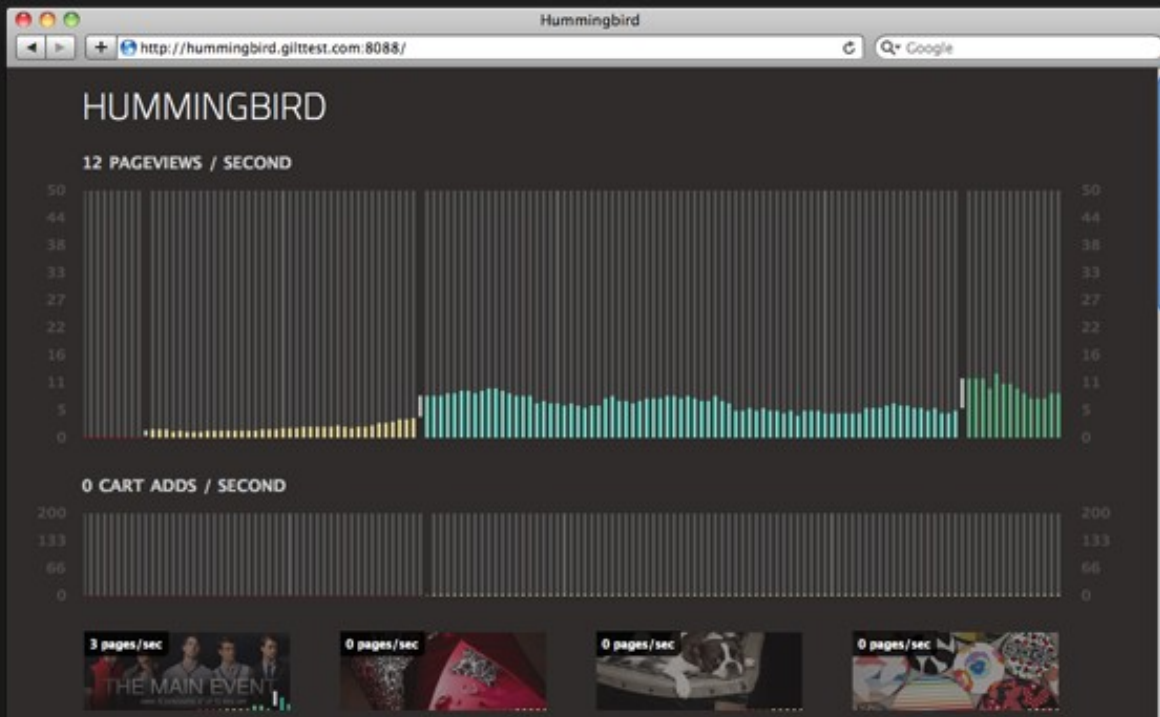 Hummingbird
http://hummingbird.gilttest.com:8088/
Google
HUMMINGBIRD
12 PAGEVIEWS / SECOND
50 50
44 44
38 38
33 33
27 27
22 22
16 16
11 11
5 5
0 0
0 CART ADDS / SECOND
200 200
133 133
66 66
0 0
3 pages/sec 0 pages/sec 0 pages/sec 0 pages/sec
THE MAIN EVENT